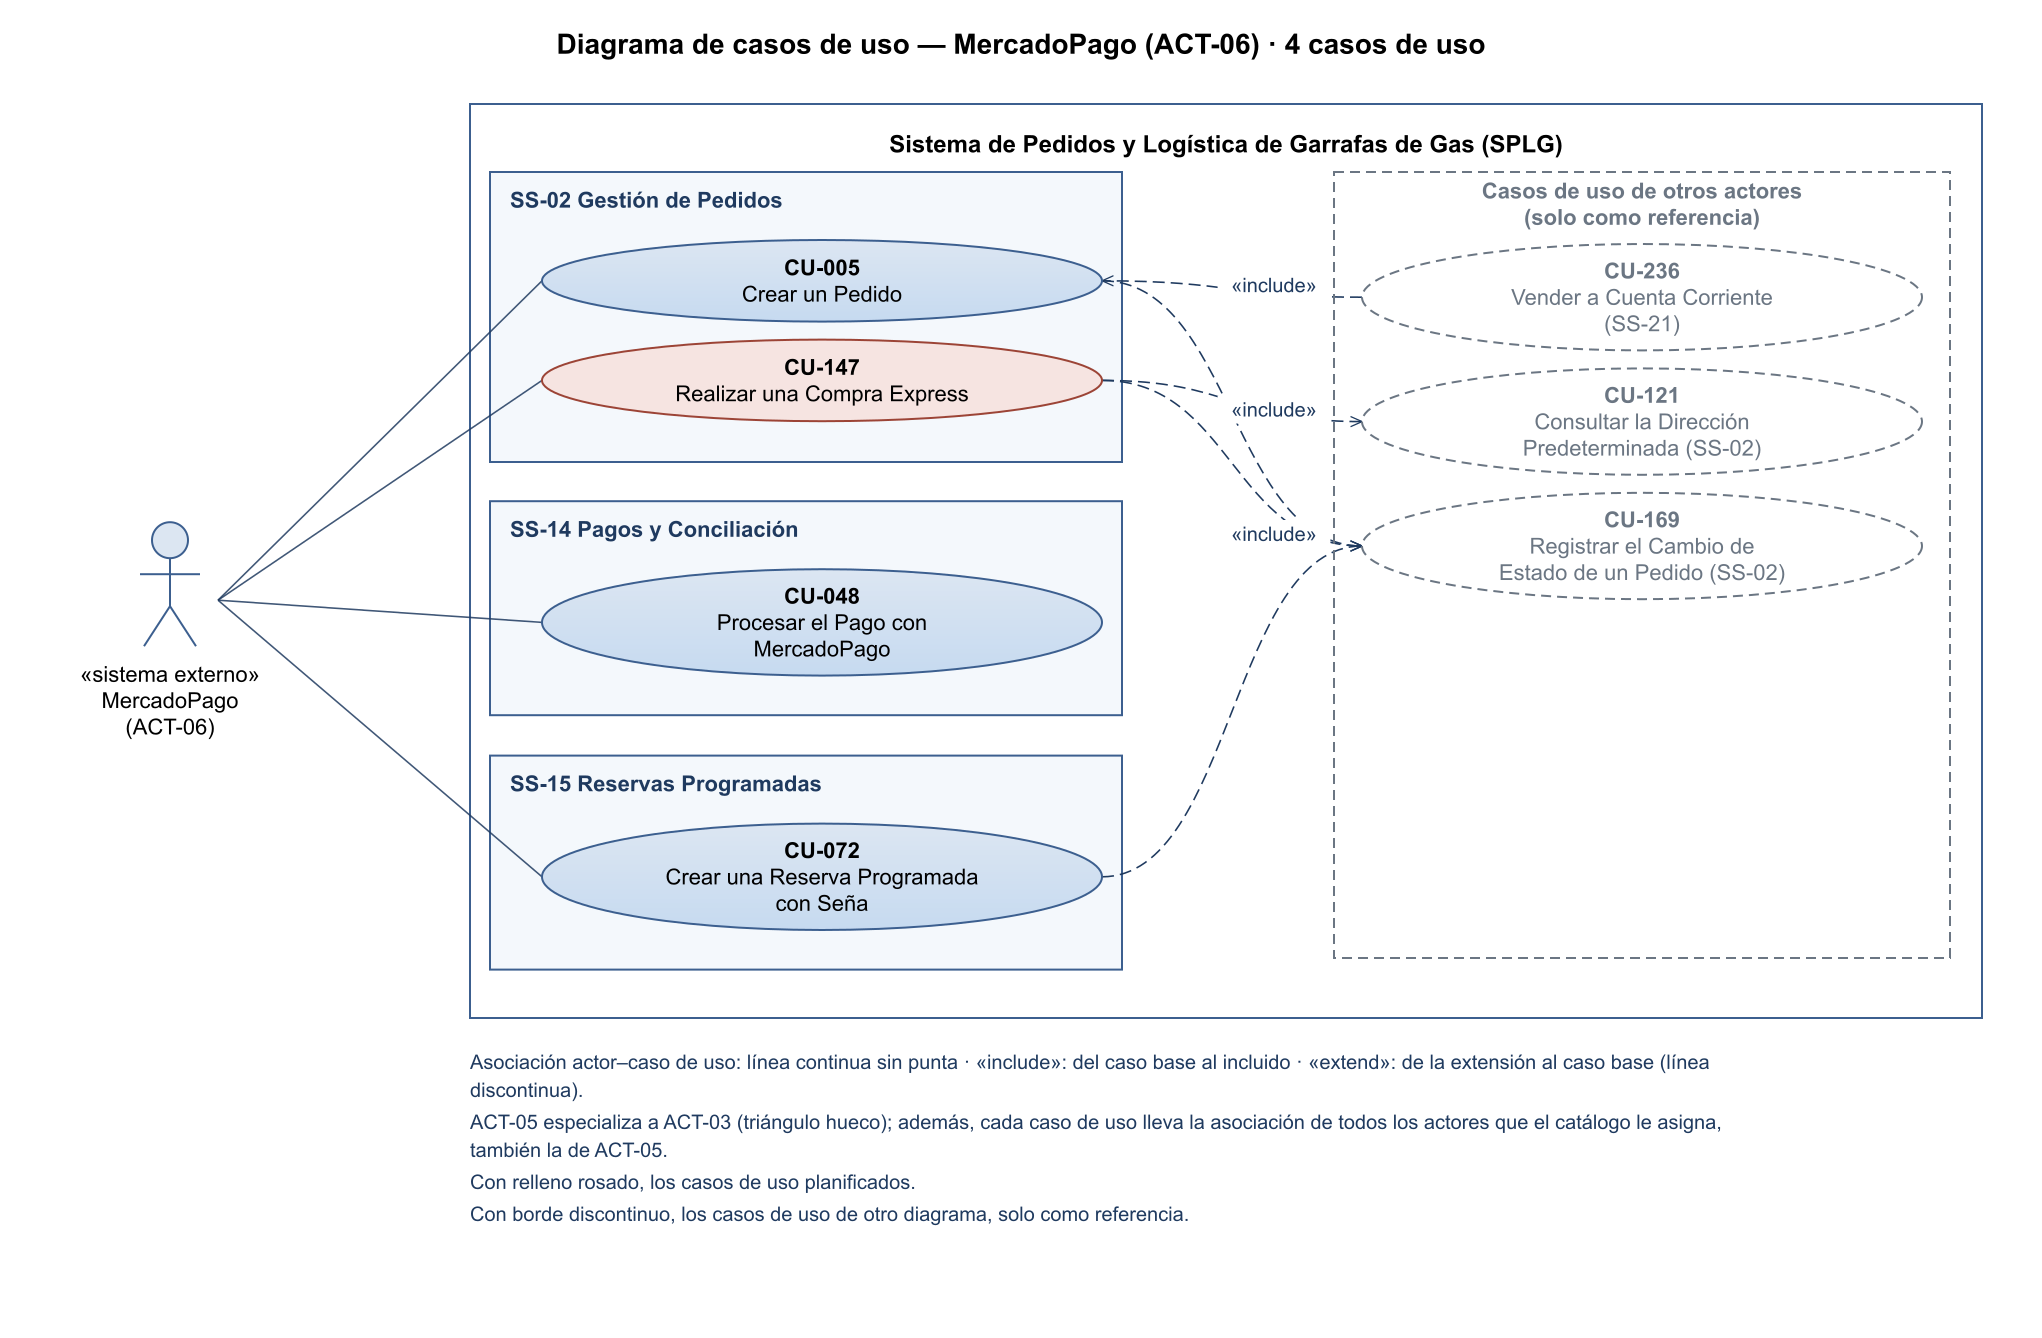 Diagrama de casos de uso — MercadoPago (ACT-06) · 4 casos de uso
Sistema de Pedidos y Logística de Garrafas de Gas (SPLG)
SS-02 Gestión de Pedidos
CU-005
Crear un Pedido
CU-147
Realizar una Compra Express
SS-14 Pagos y Conciliación
CU-048
Procesar el Pago con
MercadoPago
SS-15 Reservas Programadas
CU-072
Crear una Reserva Programada
con Seña
«sistema externo»
MercadoPago
(ACT-06)
«include»
«include»
«include»
Casos de uso de otros actores
(solo como referencia)
CU-236
Vender a Cuenta Corriente
(SS-21)
CU-121
Consultar la Dirección
Predeterminada (SS-02)
CU-169
Registrar el Cambio de
Estado de un Pedido (SS-02)
Asociación actor–caso de uso: línea continua sin punta · «include»: del caso base al incluido · «extend»: de la extensión al caso base (línea
discontinua).
ACT-05 especializa a ACT-03 (triángulo hueco); además, cada caso de uso lleva la asociación de todos los actores que el catálogo le asigna,
también la de ACT-05.
Con relleno rosado, los casos de uso planificados.
Con borde discontinuo, los casos de uso de otro diagrama, solo como referencia.